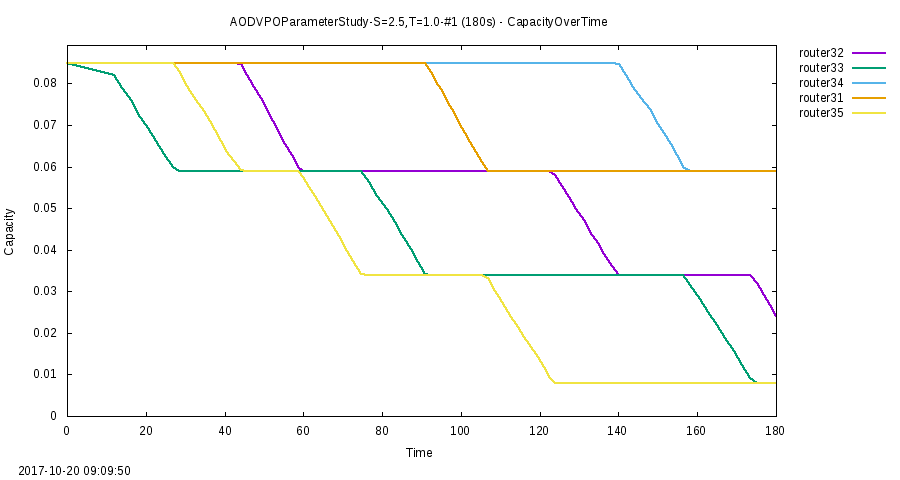 AODVPOParameterStudy-S=2.5,T=1.0-#1 (180s) - CapacityOverTime
router32
router33
router34
router31
router35
0.08
0.07
0.06
0.05
0.04
0.03
0.02
0.01
0
Capacity
0 20 40 60 80 100 120 140 160 180
Time
2017-10-20 09:09:50